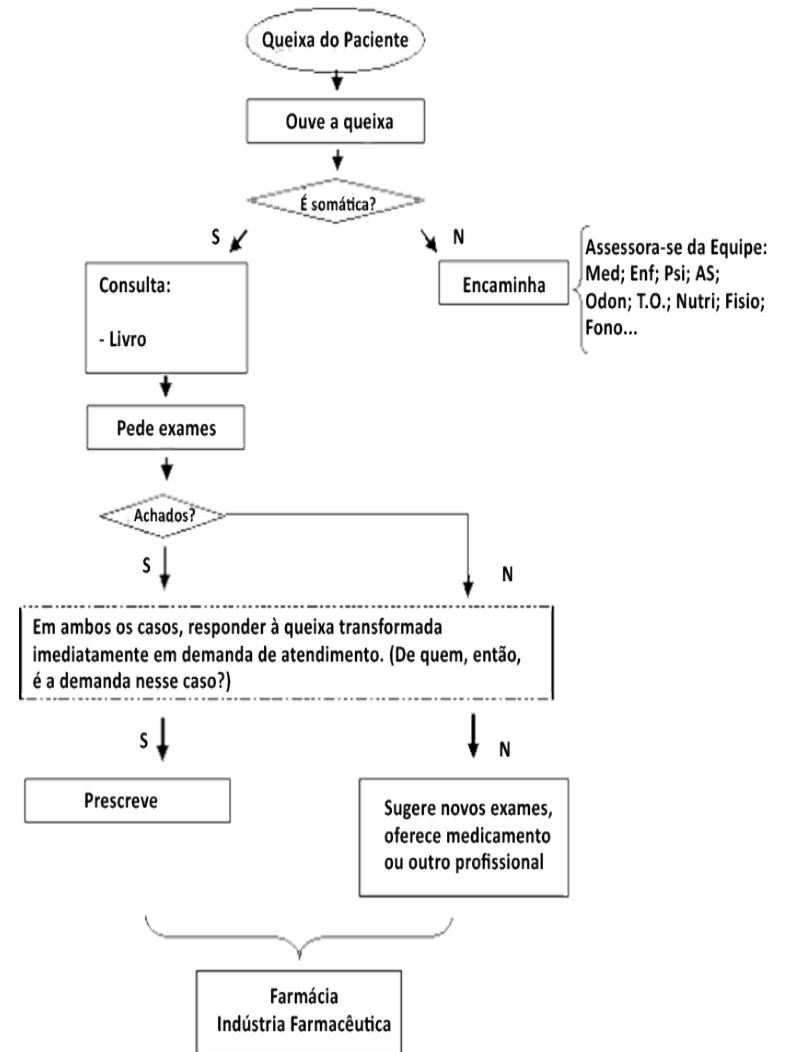 Queixa do Paciente
Ouve a queixa
É somática?
S
N
Consulta:
- Livro
Encaminha
Assessora-se da Equipe:
Med; Enf; Psi; AS;
Odon; T.O.; Nutri; Fisio;
Fono...
Pede exames
Achados?
S
N
Em ambos os casos, responder à queixa transformada
imediatamente em demanda de atendimento. (De quem, então,
é a demanda nesse caso?)
S
N
Prescreve
Sugere novos exames,
oferece medicamento
ou outro profissional
Farmácia
Indústria Farmacêutica